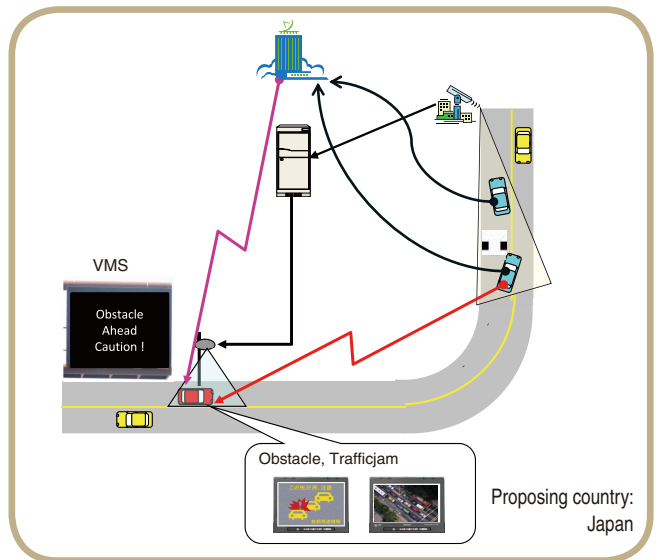 VMS
Obstacle
Ahead
Caution !
Obstacle, Trafficjam
Proposing country:
Japan